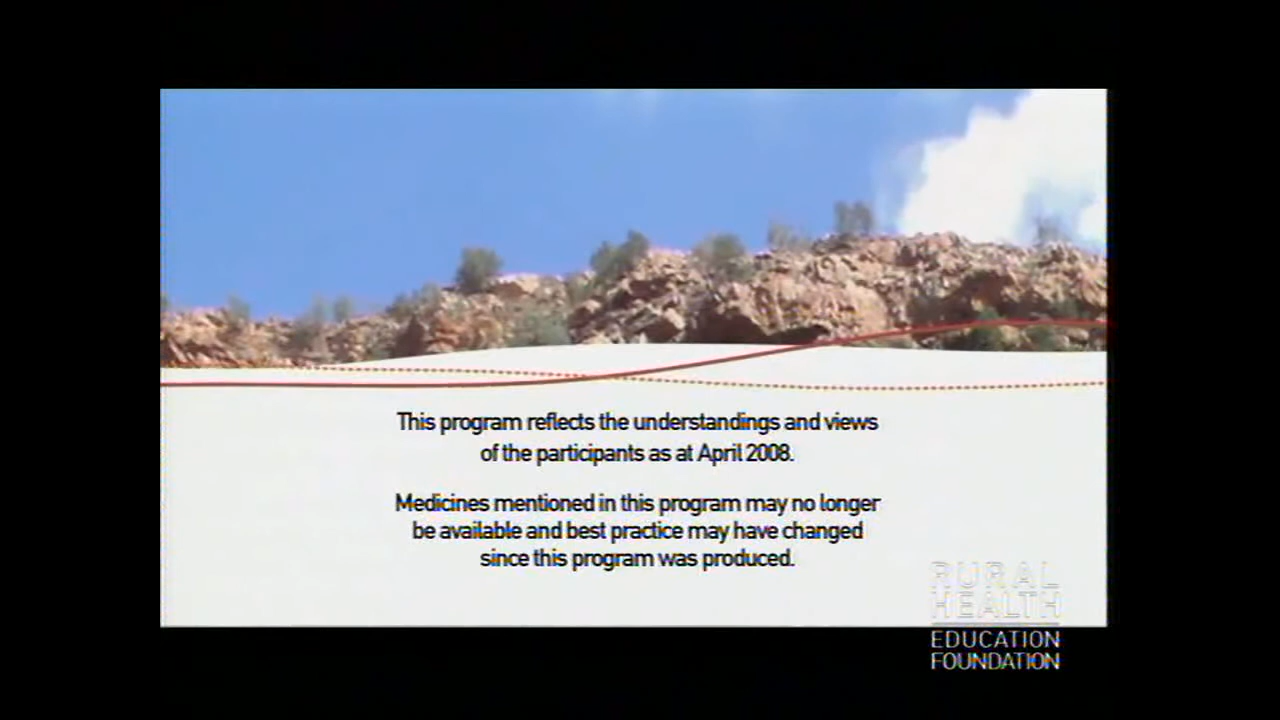 This program reflects the understandings and views
of the participants as at April 2008.
Medicines mentioned in this program may no longer
be available and best practice may have changed
since this program was produced.
RURAL
HEALTH
EDUCATION
FOUNDATION